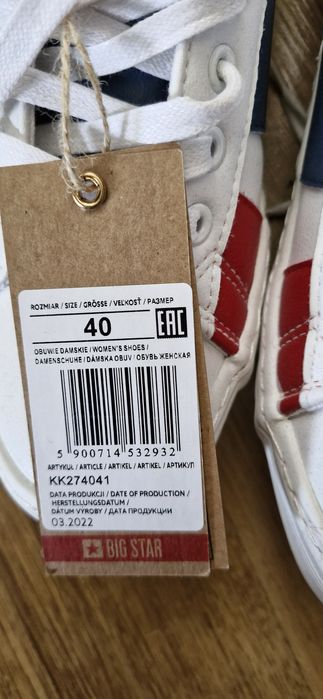 ROZMIAR / SIZE / GRÖSSE / VEĽKOSŤ / РАЗМЕР
40
EAC
OBUWIE DAMSKIE / WOMEN'S SHOES /
DAMENSCHUHE / DÁMSKA OBUV / ОБУВЬ ЖЕНСКАЯ
5 900714 532932
ARTYKUŁ / ARTICLE / ARTIKEL / ARTIKEL / АРТИКУЛ
KK274041
DATA PRODUKCJI / DATE OF PRODUCTION /
HERSTELLUNGSDATUM /
DÁTUM VÝROBY / ДАТА ПРОДУКЦИИ
03.2022
BIG STAR